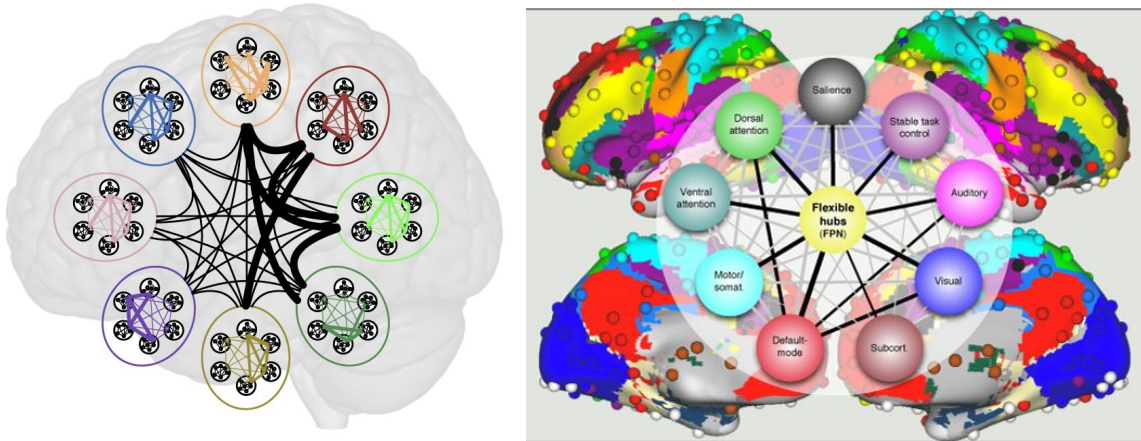 Salience
Dorsal
attention
Stable task
control
Ventral
attention
Flexible
hubs
(FPN)
Auditory
Motor/
somat.
Visual
Default-
mode
Subcort.